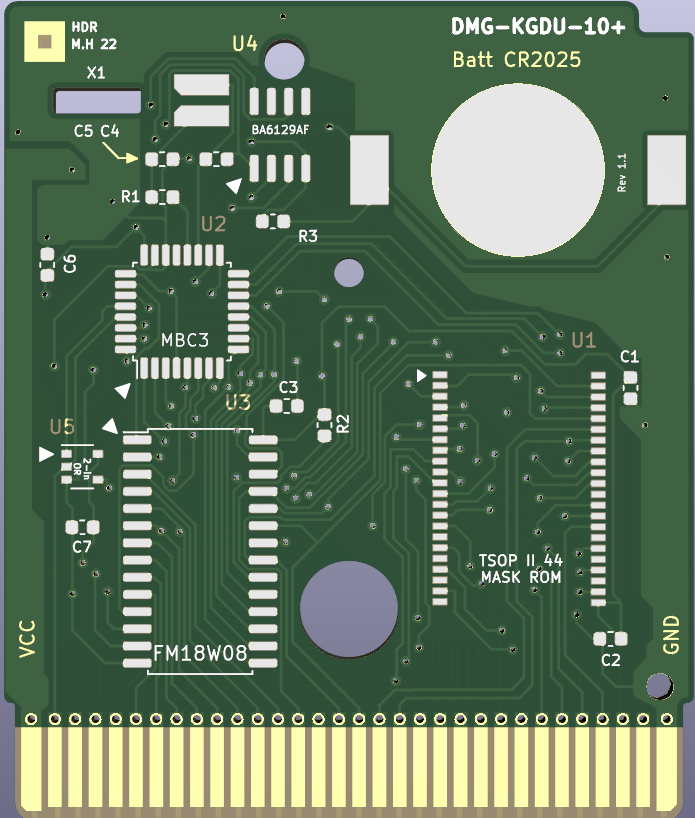 HDR
M.H 22
DMG-KGDU-10+
U4
Batt CR2025
X1
C5 C4
BA6129AF
Rev 1.1
R1
U2
R3
C6
MBC3
U1
C1
U3
C3
R2
U5
2-in
OR
C7
TSOP II 44
MASK ROM
VCC
GND
FM18W08
C2